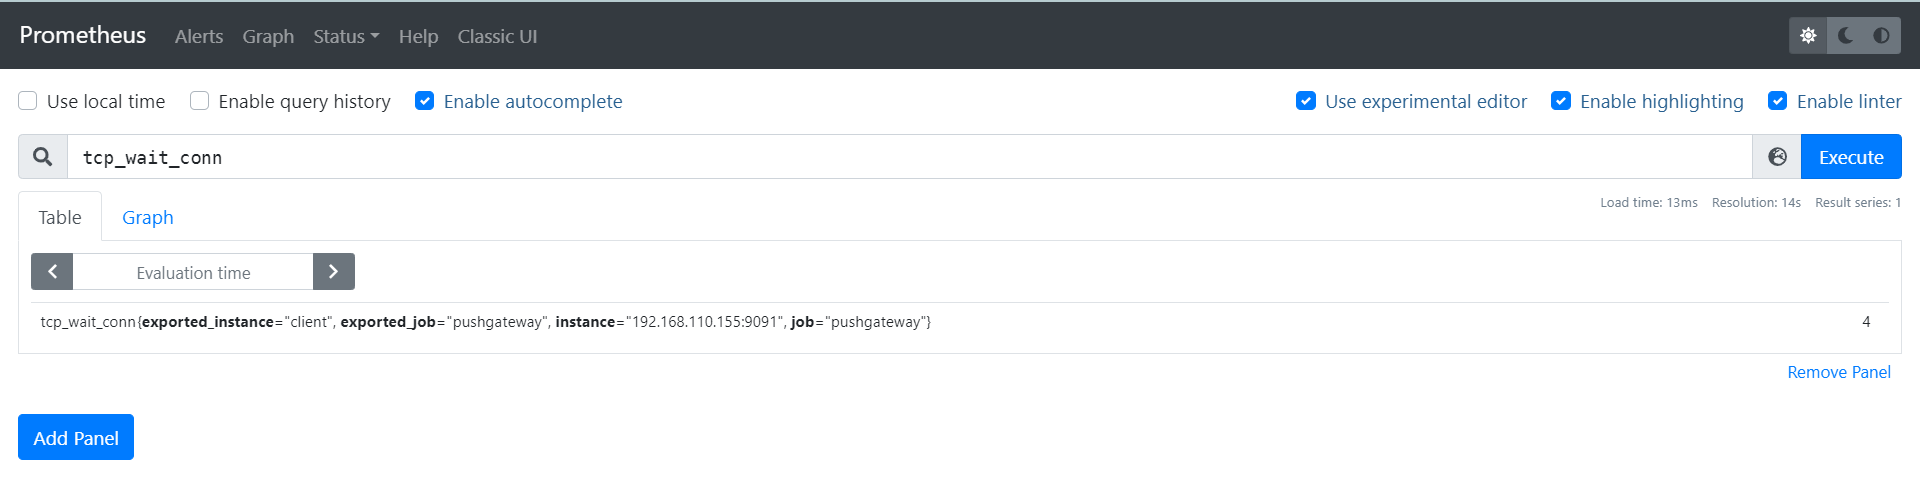 Prometheus Alerts Graph Status Help Classic UI
Use local time Enable query history Enable autocomplete Use experimental editor Enable highlighting Enable linter
tcp_wait_conn Execute
Table Graph Load time: 13ms Resolution: 14s Result series: 1
Evaluation time
tcp_wait_conn{exported_instance="client", exported_job="pushgateway", instance="192.168.110.155:9091", job="pushgateway"} 4
Remove Panel
Add Panel